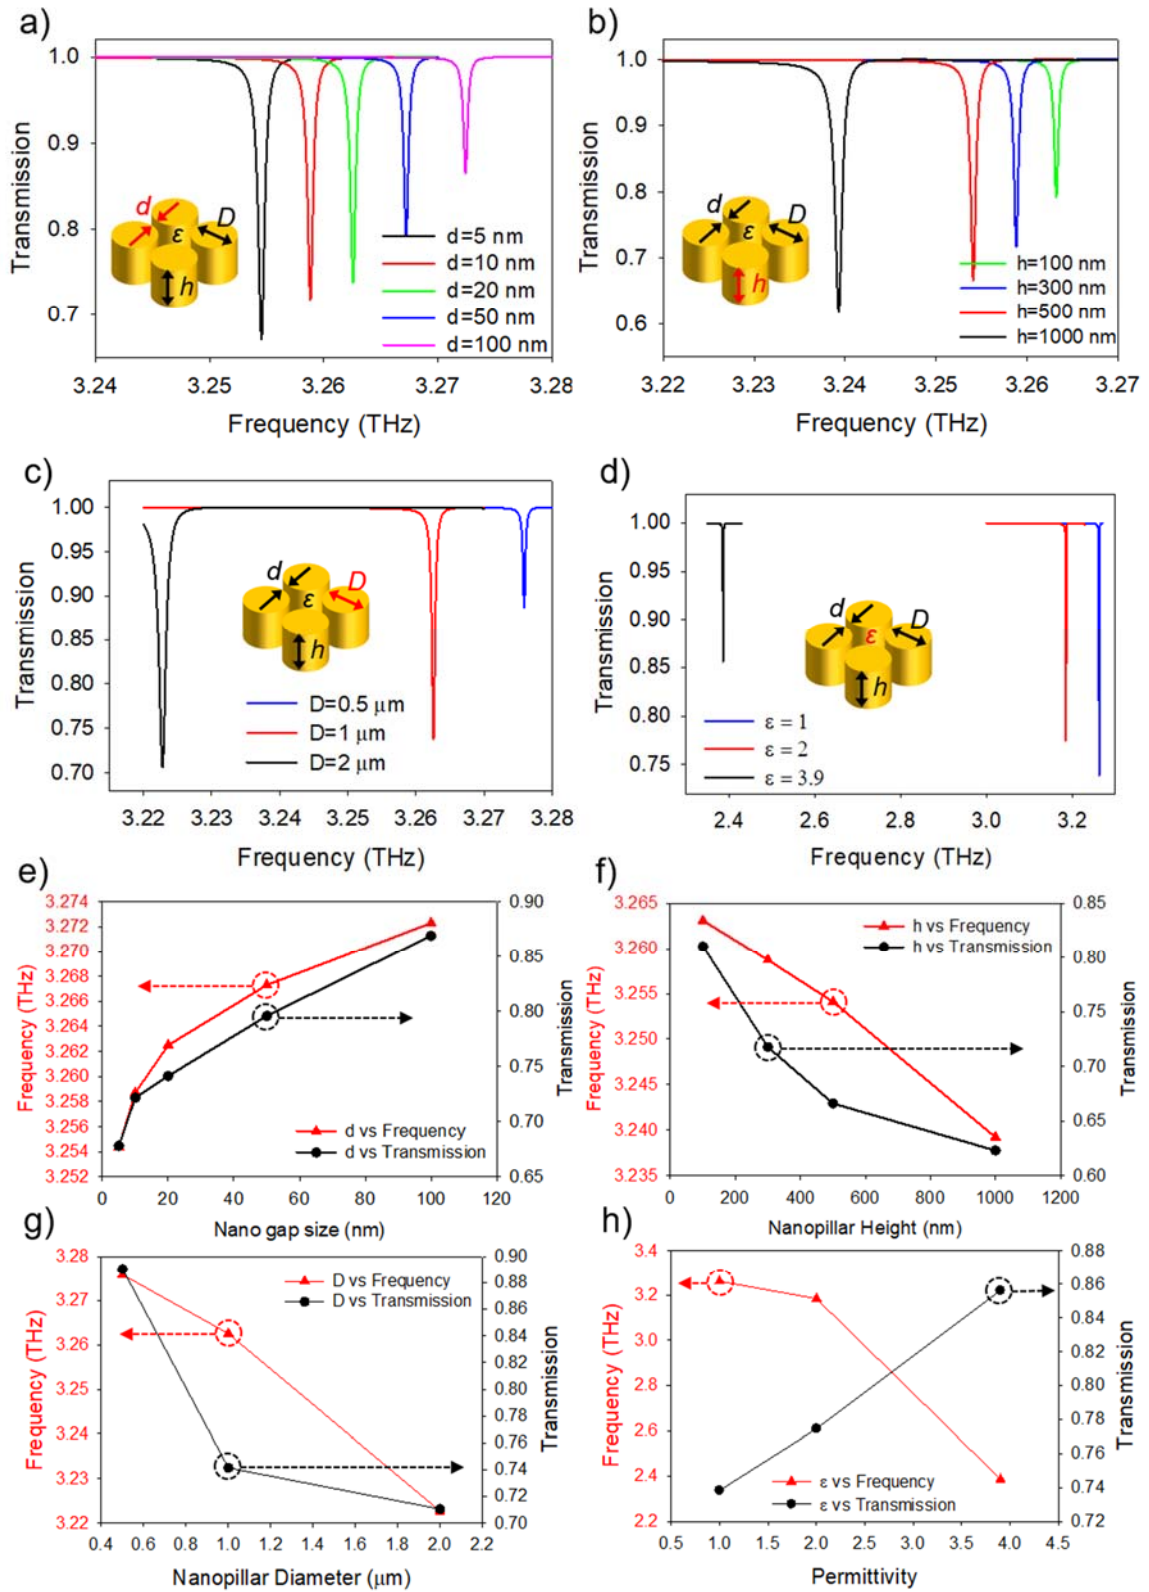 a)
1.0
0.9
0.8
0.7
Transmission
d
D
ε
h
d=5 nm
d=10 nm
d=20 nm
d=50 nm
d=100 nm
3.24 3.25 3.26 3.27 3.28
Frequency (THz)
b)
1.0
0.9
0.8
0.7
0.6
Transmission
d
D
ε
h
h=100 nm
h=300 nm
h=500 nm
h=1000 nm
3.22 3.23 3.24 3.25 3.26 3.27
Frequency (THz)
c)
1.00
0.95
0.90
0.85
0.80
0.75
0.70
Transmission
d
D
ε
h
D=0.5 μm
D=1 μm
D=2 μm
3.22 3.23 3.24 3.25 3.26 3.27 3.28
Frequency (THz)
d)
1.00
0.95
0.90
0.85
0.80
0.75
Transmission
d
D
ε
h
ε = 1
ε = 2
ε = 3.9
2.4 2.6 2.8 3.0 3.2
Frequency (THz)
e)
3.274
3.272
3.270
3.268
3.266
3.264
3.262
3.260
3.258
3.256
3.254
3.252
Frequency (THz)
0.90
0.85
0.80
0.75
0.70
0.65
Transmission
d vs Frequency
d vs Transmission
0 20 40 60 80 100 120
Nano gap size (nm)
f)
3.265
3.260
3.255
3.250
3.245
3.240
3.235
Frequency (THz)
0.85
0.80
0.75
0.70
0.65
0.60
Transmission
h vs Frequency
h vs Transmission
0 200 400 600 800 1000 1200
Nanopillar Height (nm)
g)
3.28
3.27
3.26
3.25
3.24
3.23
3.22
Frequency (THz)
0.90
0.88
0.86
0.84
0.82
0.80
0.78
0.76
0.74
0.72
0.70
Transmission
D vs Frequency
D vs Transmission
0.4 0.6 0.8 1.0 1.2 1.4 1.6 1.8 2.0 2.2
Nanopillar Diameter (μm)
h)
3.4
3.2
3.0
2.8
2.6
2.4
2.2
Frequency (THz)
0.88
0.86
0.84
0.82
0.80
0.78
0.76
0.74
0.72
Transmission
ε vs Frequency
ε vs Transmission
0.5 1.0 1.5 2.0 2.5 3.0 3.5 4.0 4.5
Permittivity